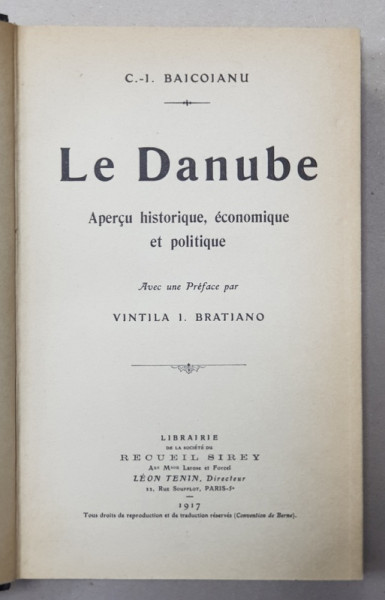 C.-I. BAICOIANU
Le Danube
Aperçu historique, économique
et politique
Avec une Préface par
VINTILA I. BRATIANO
LIBRAIRIE
DE LA SOCIÉTÉ DU
RECUEIL SIREY
Anᵗ Mᵒⁿ Larose et Forcel
LÉON TENIN, Directeur
22, Rue Soufflot, PARIS-5ᵉ
1917
Tous droits de reproduction et de traduction réservés (Convention de Berne).